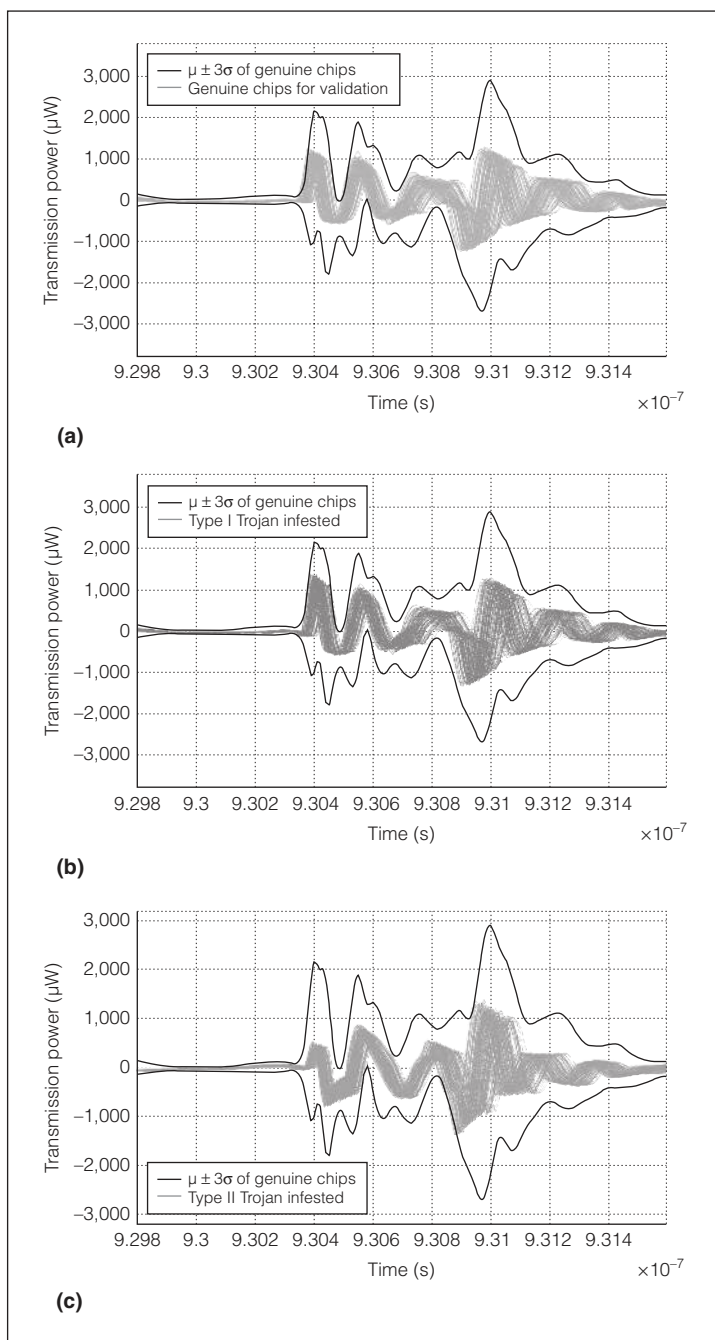 μ ± 3σ of genuine chips
Genuine chips for validation
Transmission power (μW)
3,000
2,000
1,000
0
–1,000
–2,000
–3,000
9.298 9.3 9.302 9.304 9.306 9.308 9.31 9.312 9.314
Time (s)
×10⁻⁷
(a)
μ ± 3σ of genuine chips
Type I Trojan infested
Transmission power (μW)
3,000
2,000
1,000
0
–1,000
–2,000
–3,000
9.298 9.3 9.302 9.304 9.306 9.308 9.31 9.312 9.314
Time (s)
×10⁻⁷
(b)
Transmission power (μW)
3,000
2,000
1,000
0
–1,000
–2,000
–3,000
μ ± 3σ of genuine chips
Type II Trojan infested
9.298 9.3 9.302 9.304 9.306 9.308 9.31 9.312 9.314
Time (s)
×10⁻⁷
(c)